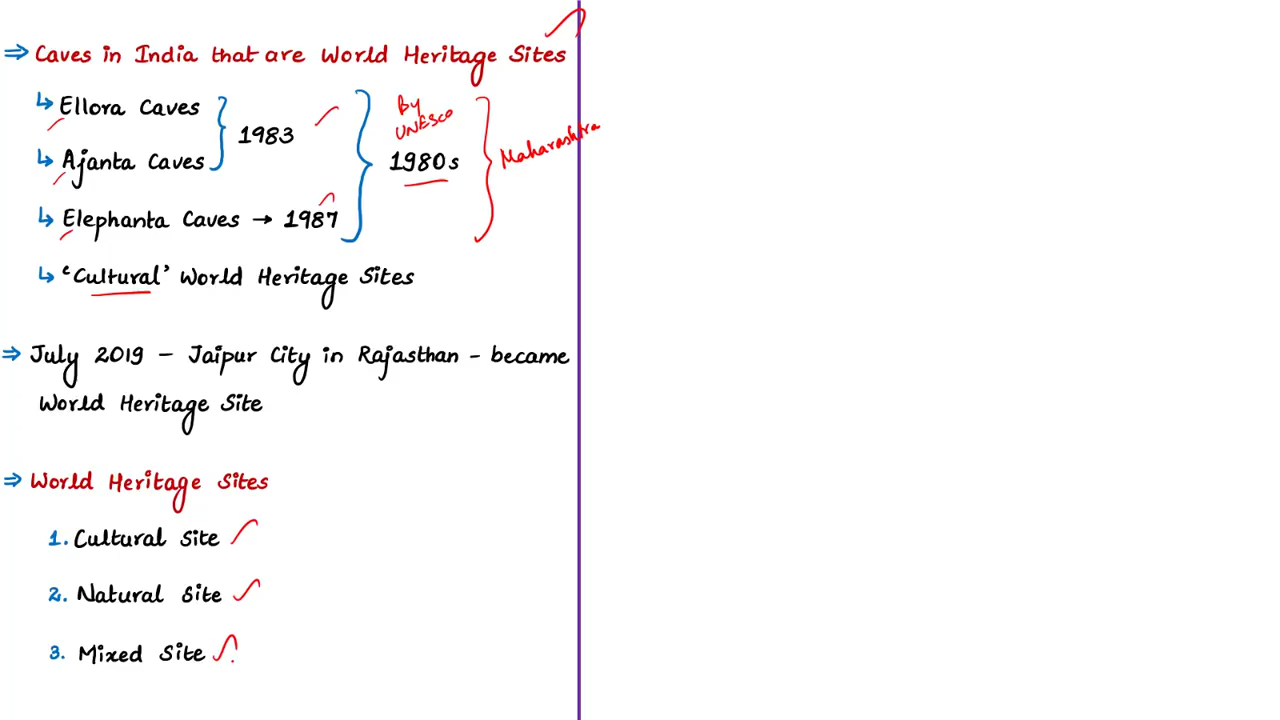 ⇒ Caves in India that are World Heritage Sites
↳ Ellora Caves
1983
↳ Ajanta Caves
By UNESCO
1980s
Maharashtra
↳ Elephanta Caves → 1987
↳ ‘Cultural’ World Heritage Sites
⇒ July 2019 – Jaipur City in Rajasthan - became
World Heritage Site
⇒ World Heritage Sites
1. Cultural Site
2. Natural Site
3. Mixed Site